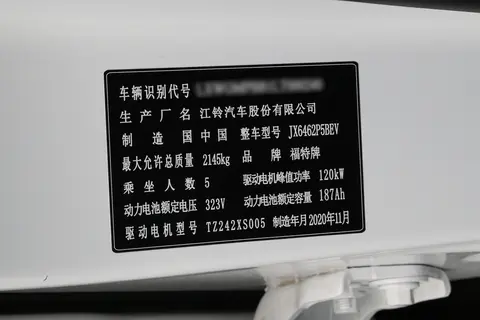 车辆识别代号
生产厂名 江铃汽车股份有限公司
制造国 中国 整车型号 JX6462P5BEV
最大允许总质量 2145kg 品牌 福特牌
乘坐人数 5 驱动电机峰值功率 120kW
动力电池额定电压 323V 动力电池额定容量 187Ah
驱动电机型号 TZ242XS005 制造年月 2020年11月